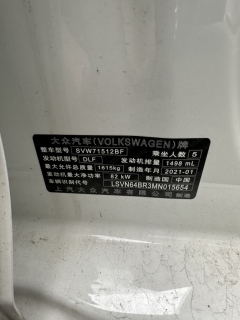 大众汽车(VOLKSWAGEN)牌
整车型号 SVW71512BF 乘坐人数 5
发动机型号 DLF 发动机排量 1498 mL
最大允许总质量 1615kg 制造年月 2021-01
发动机最大净功率 82 kW 制造国 中国
车辆识别代号 LSVN64BR3MN015654
上汽大众汽车有限公司 制造